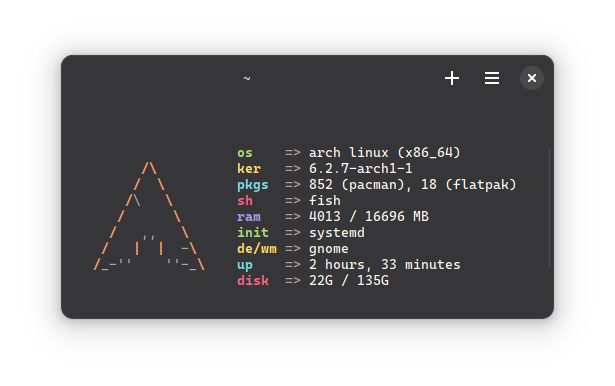 ~
os => arch linux (x86_64)
ker => 6.2.7-arch1-1
pkgs => 852 (pacman), 18 (flatpak)
sh => fish
ram => 4013 / 16696 MB
init => systemd
de/wm => gnome
up => 2 hours, 33 minutes
disk => 22G / 135G